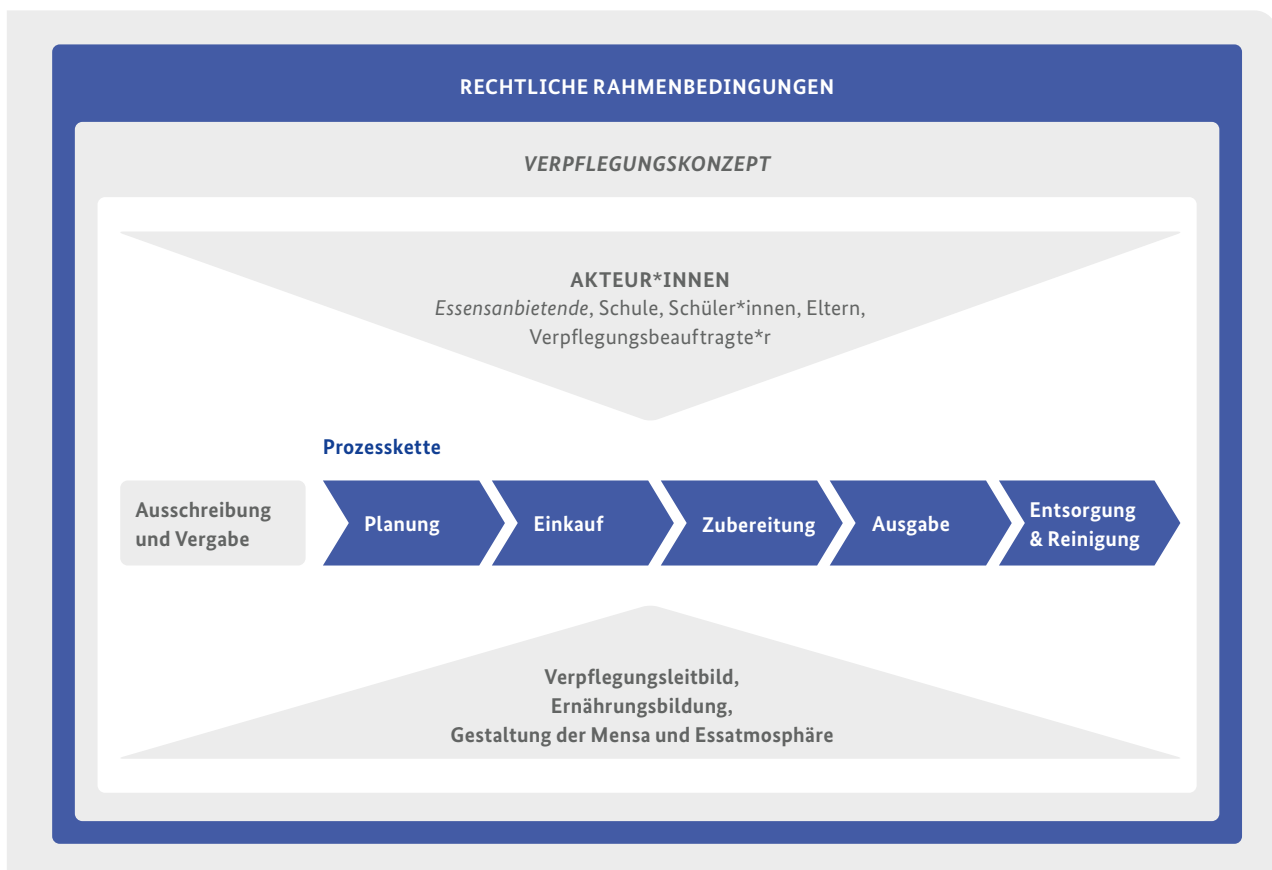 RECHTLICHE RAHMENBEDINGUNGEN
VERPFLEGUNGSKONZEPT
AKTEUR*INNEN
Essensanbietende, Schule, Schüler*innen, Eltern,
Verpflegungsbeauftragte*r
Prozesskette
Ausschreibung
und Vergabe
Planung
Einkauf
Zubereitung
Ausgabe
Entsorgung
& Reinigung
Verpflegungsleitbild,
Ernährungsbildung,
Gestaltung der Mensa und Essatmosphäre